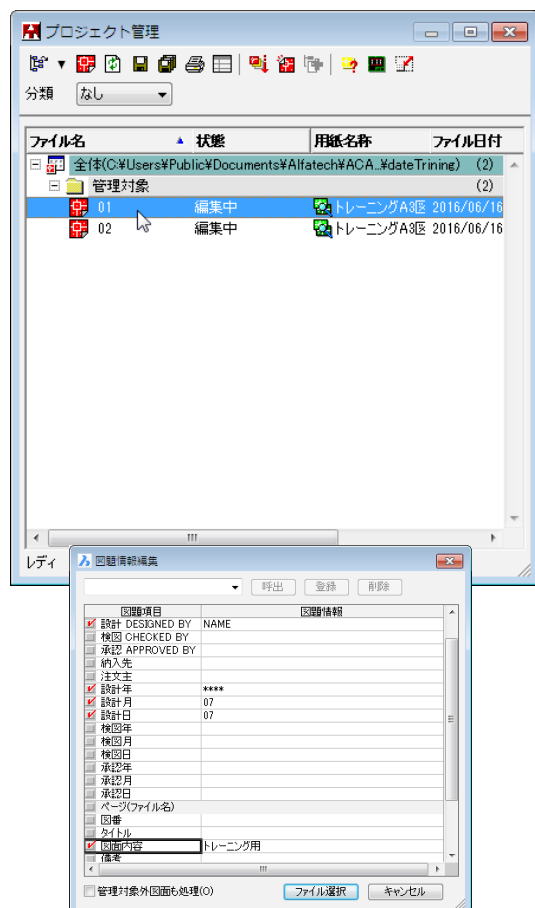 プロジェクト管理
分類 なし
ファイル名 状態 用紙名称 ファイル日付
全体(C:¥Users¥Public¥Documents¥Alfatech¥ACA..¥dateTrining) (2)
管理対象 (2)
01 編集中 トレーニングA3区 2016/06/16
02 編集中 トレーニングA3区 2016/06/16
レディ
図題情報編集
呼出 登録 削除
図題項目 図題情報
設計 DESIGNED BY NAME
検図 CHECKED BY
承認 APPROVED BY
納入先
注文主
設計年 ****
設計月 07
設計日 07
検図年
検図月
検図日
承認年
承認月
承認日
ページ(ファイル名)
図番
タイトル
図面内容 トレーニング用
備考
管理対象外図面も処理(O) ファイル選択 キャンセル